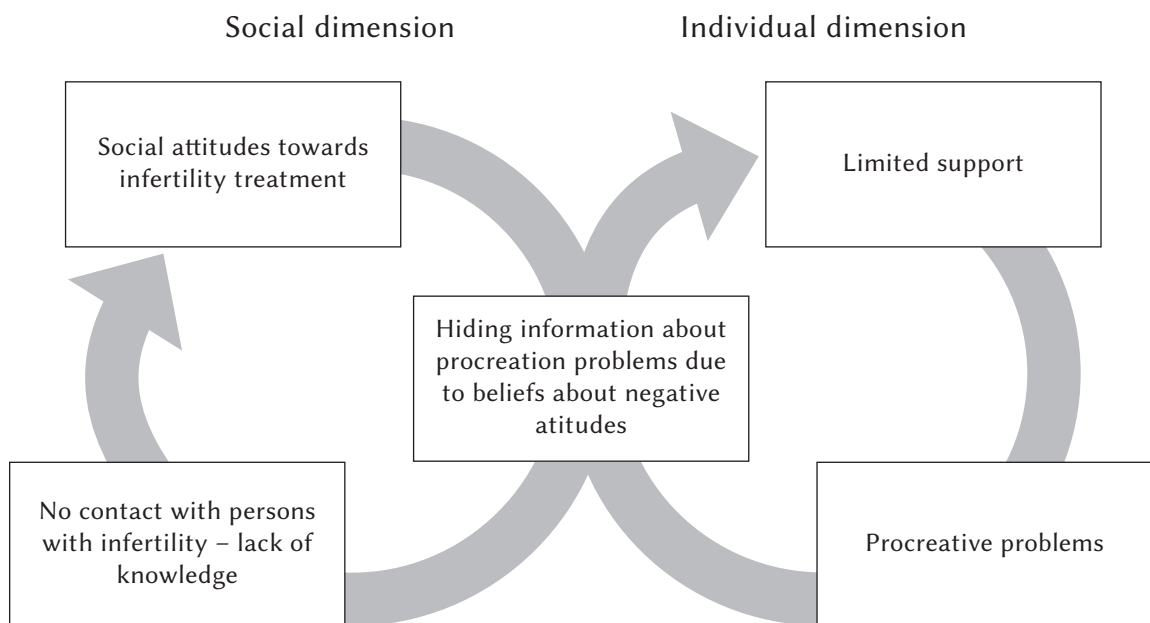 Social dimension
Individual dimension
Social attitudes towards
infertility treatment
Limited support
Hiding information about
procreation problems due
to beliefs about negative
atitudes
No contact with persons
with infertility – lack of
knowledge
Procreative problems